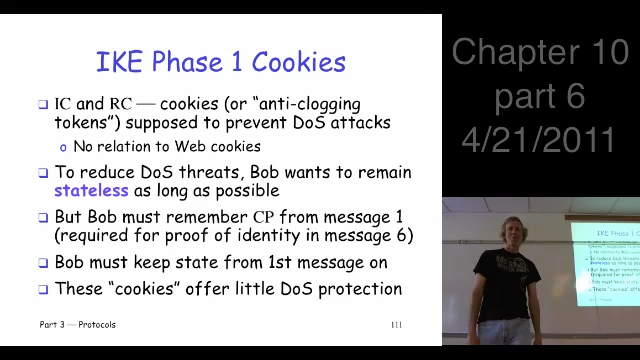 IKE Phase 1 Cookies
IC and RC — cookies (or “anti-clogging
tokens”) supposed to prevent DoS attacks
No relation to Web cookies
To reduce DoS threats, Bob wants to remain
stateless as long as possible
But Bob must remember CP from message 1
(required for proof of identity in message 6)
Bob must keep state from 1st message on
These “cookies” offer little DoS protection
Part 3 — Protocols
111
Chapter 10
part 6
4/21/2011